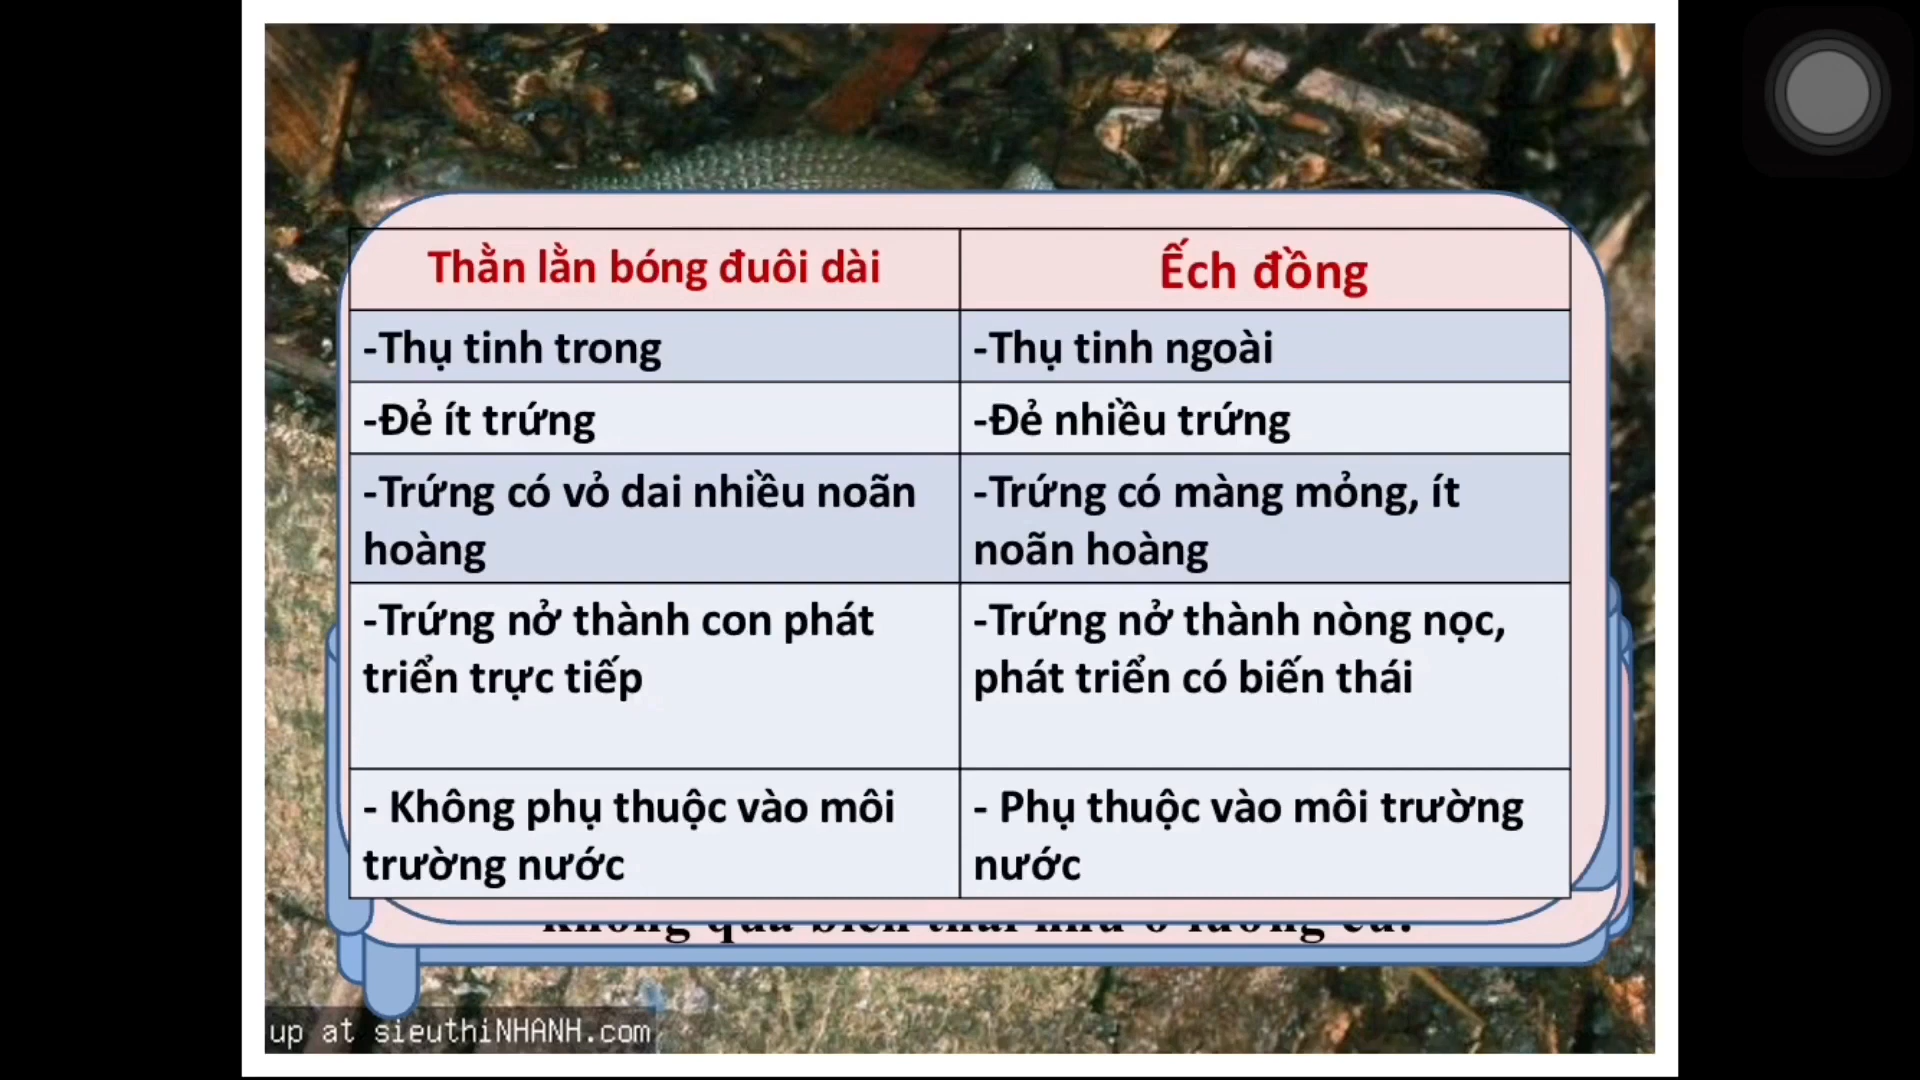 Thằn lằn bóng đuôi dài
Ếch đồng
-Thụ tinh trong
-Thụ tinh ngoài
-Đẻ ít trứng
-Đẻ nhiều trứng
-Trứng có vỏ dai nhiều noãn
hoàng
-Trứng có màng mỏng, ít
noãn hoàng
-Trứng nở thành con phát
triển trực tiếp
-Trứng nở thành nòng nọc,
phát triển có biến thái
- Không phụ thuộc vào môi
trường nước
- Phụ thuộc vào môi trường
nước
up at sieuthiNHANH.com